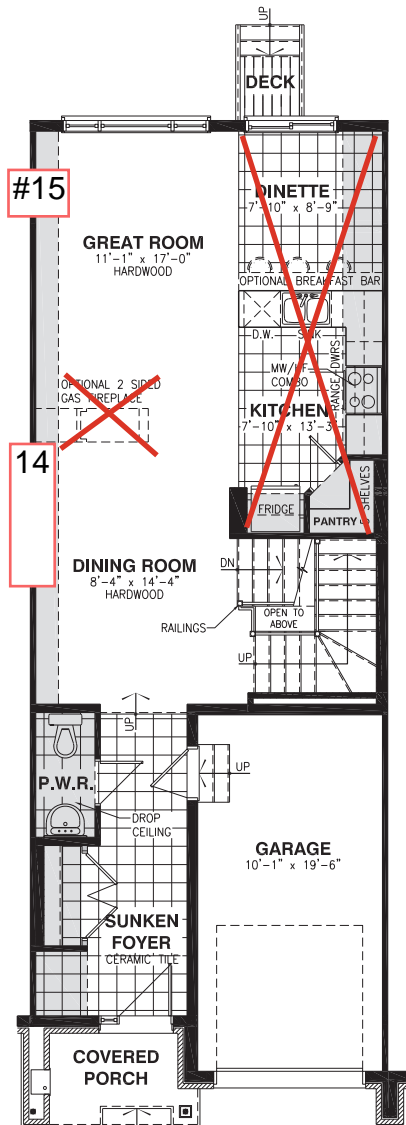 UP
DECK
#15
DINETTE
7'-10" x 8'-9"
GREAT ROOM
11'-1" x 17'-0"
HARDWOOD
OPTIONAL BREAKFAST BAR
D.W.
SINK
MW/HF
COMBO
RANGE
DWRS
OPTIONAL 2 SIDED
GAS FIREPLACE
KITCHEN
7'-10" x 13'-3"
14
FRIDGE
PANTRY
SHELVES
DINING ROOM
8'-4" x 14'-4"
HARDWOOD
DN
OPEN TO
ABOVE
RAILINGS
UP
UP
P.W.R.
UP
DROP
CEILING
GARAGE
10'-1" x 19'-6"
SUNKEN
FOYER
CERAMIC TILE
COVERED
PORCH